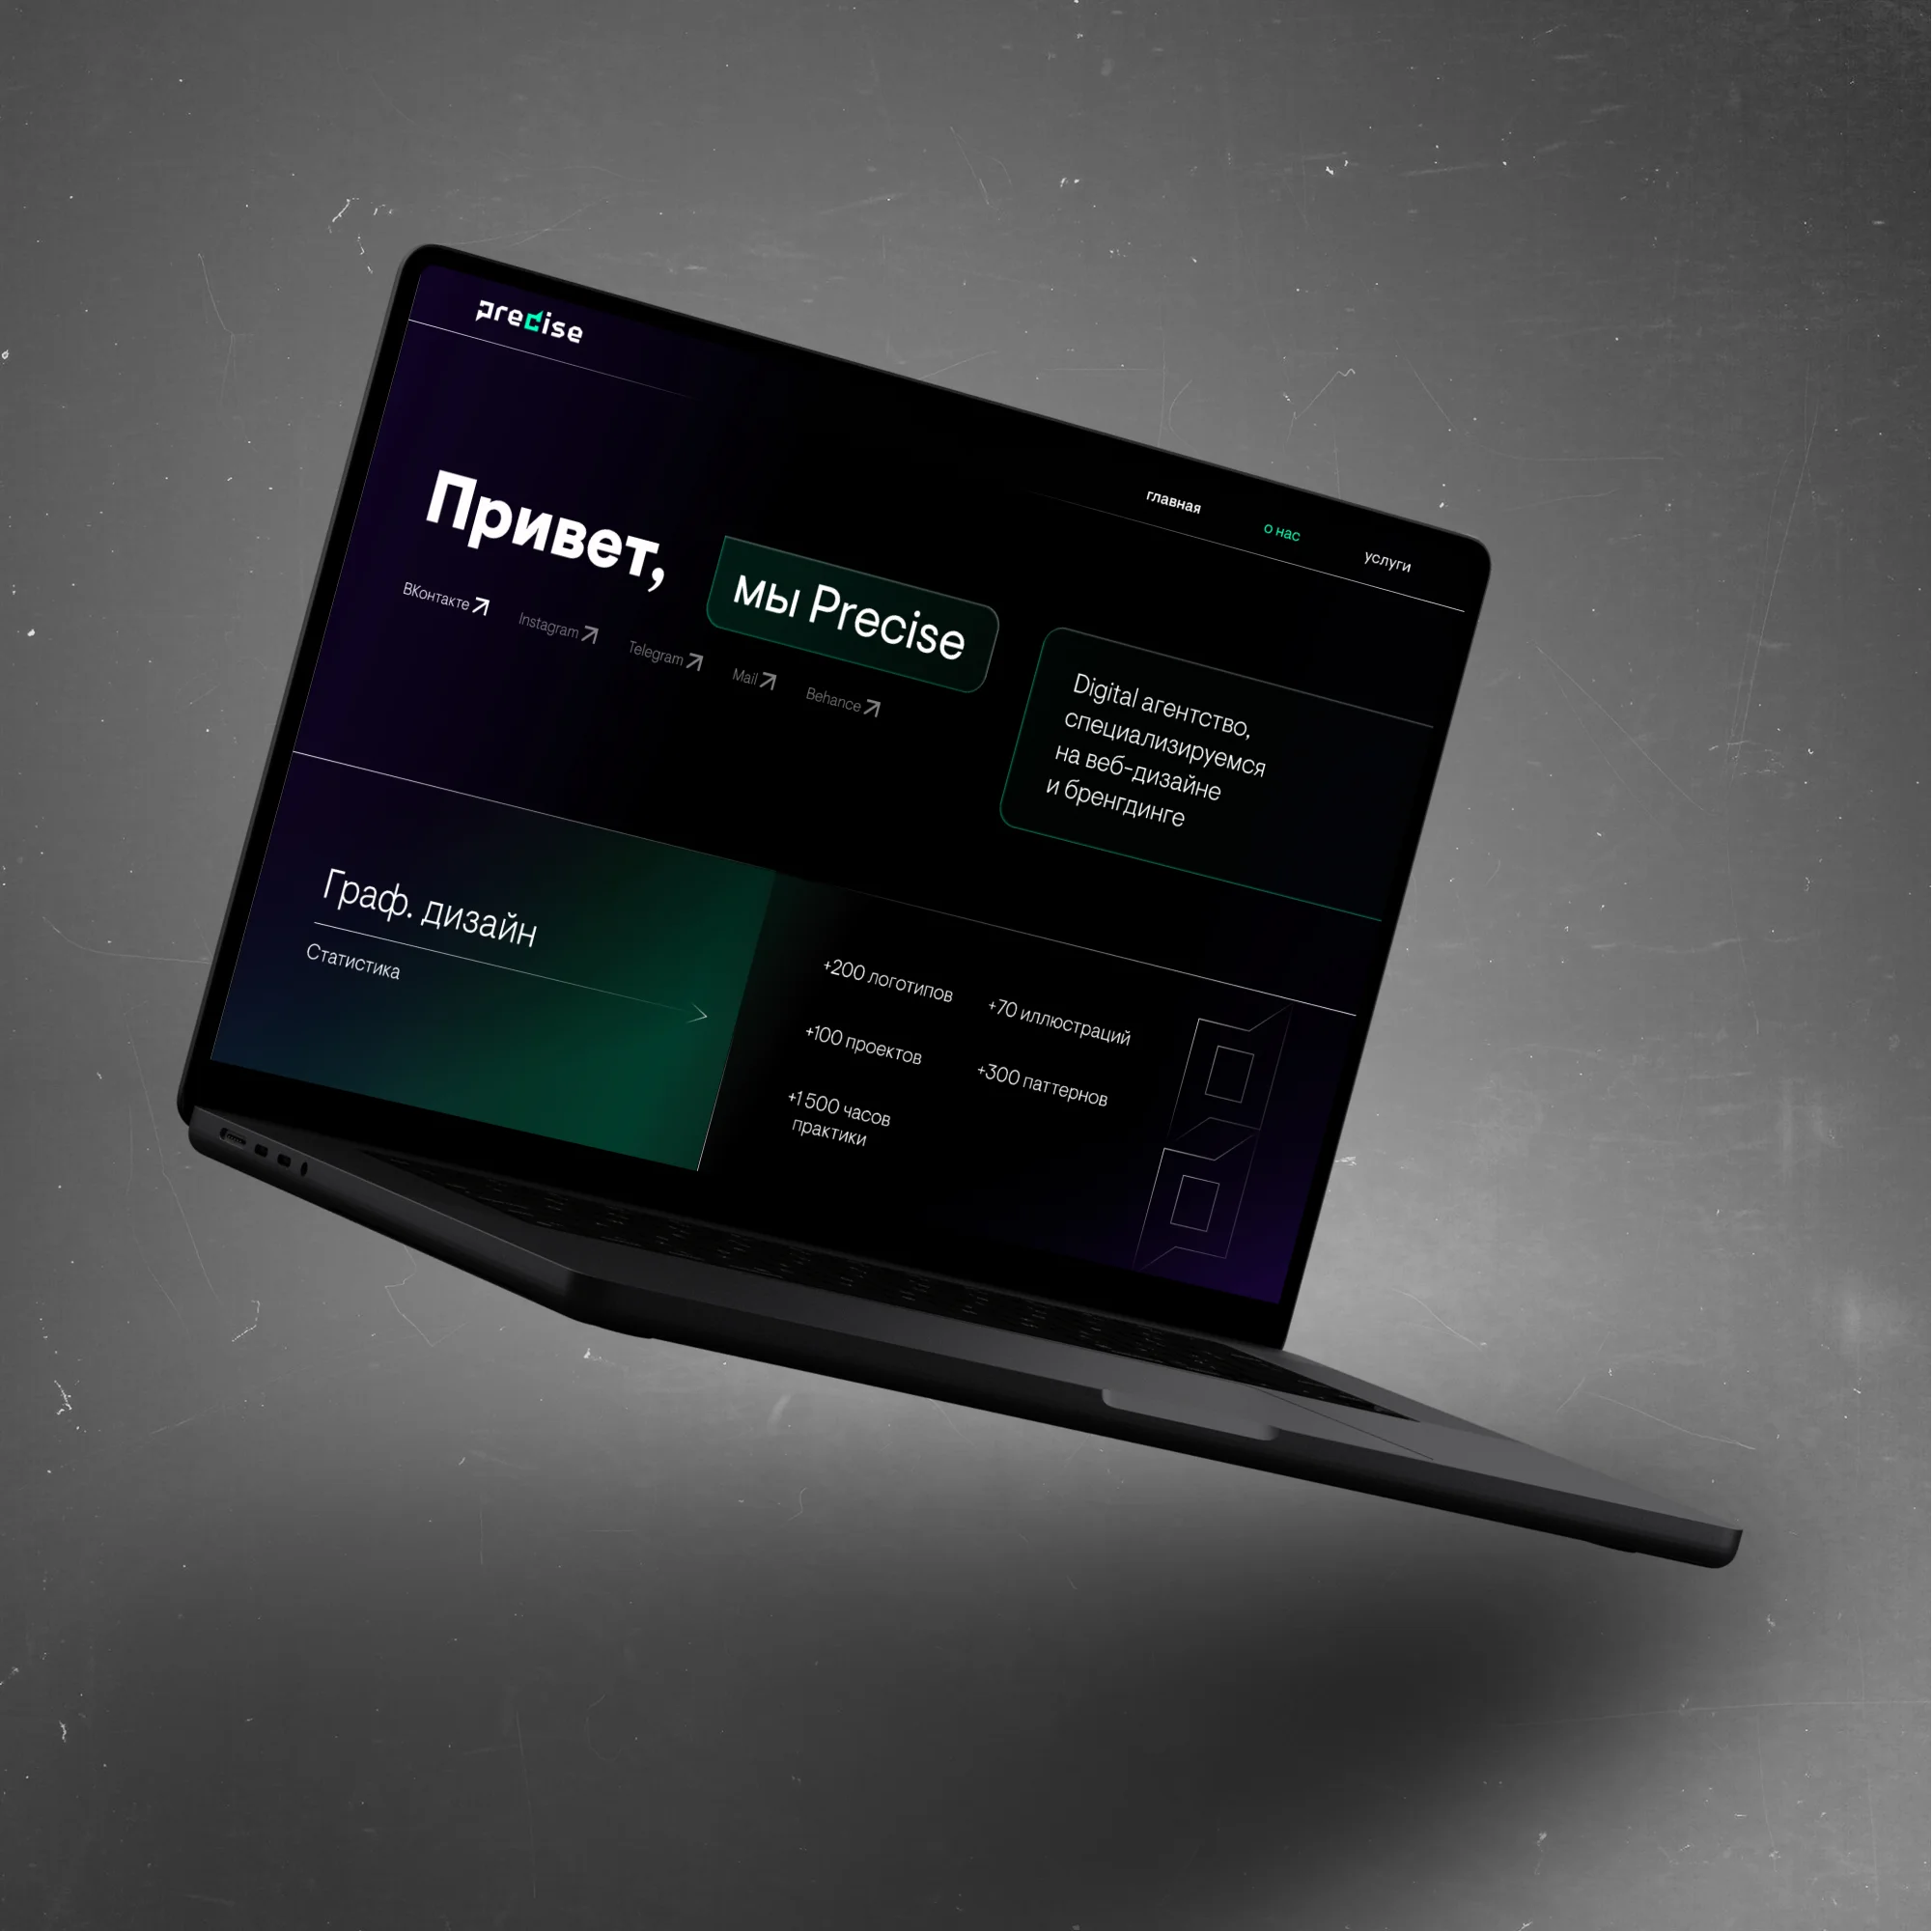 precise
главная
о нас
услуги
Привет,
мы Precise
ВКонтакте
Instagram
Telegram
Mail
Behance
Digital агентство,
специализируемся
на веб-дизайне
и бренгдинге
Граф. дизайн
Статистика
+200 логотипов
+70 иллюстраций
+100 проектов
+300 паттернов
+1 500 часов
практики